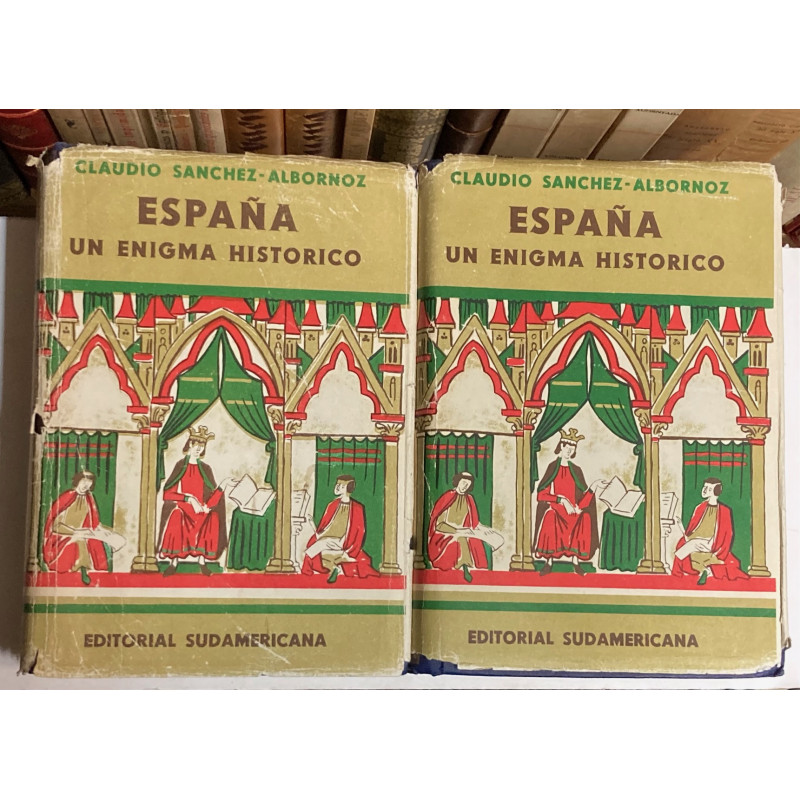 CLAUDIO SANCHEZ-ALBORNOZ
ESPAÑA
UN ENIGMA HISTORICO
EDITORIAL SUDAMERICANA
CLAUDIO SANCHEZ-ALBORNOZ
ESPAÑA
UN ENIGMA HISTORICO
EDITORIAL SUDAMERICANA